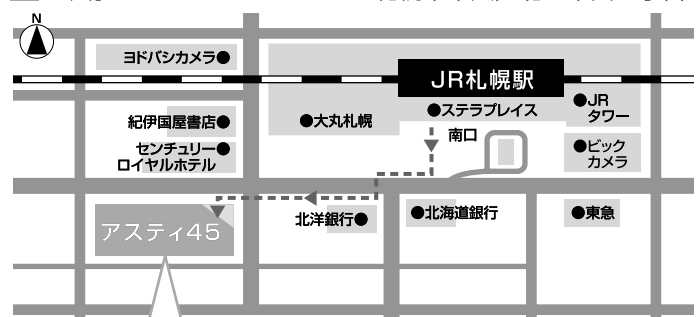 N
ヨドバシカメラ●
JR札幌駅
●ステラプレイス
●JR
タワー
紀伊国屋書店●
●大丸札幌
南口
センチュリー●
ロイヤルホテル
●ビック
カメラ
北洋銀行●
●北海道銀行
●東急
アスティ45